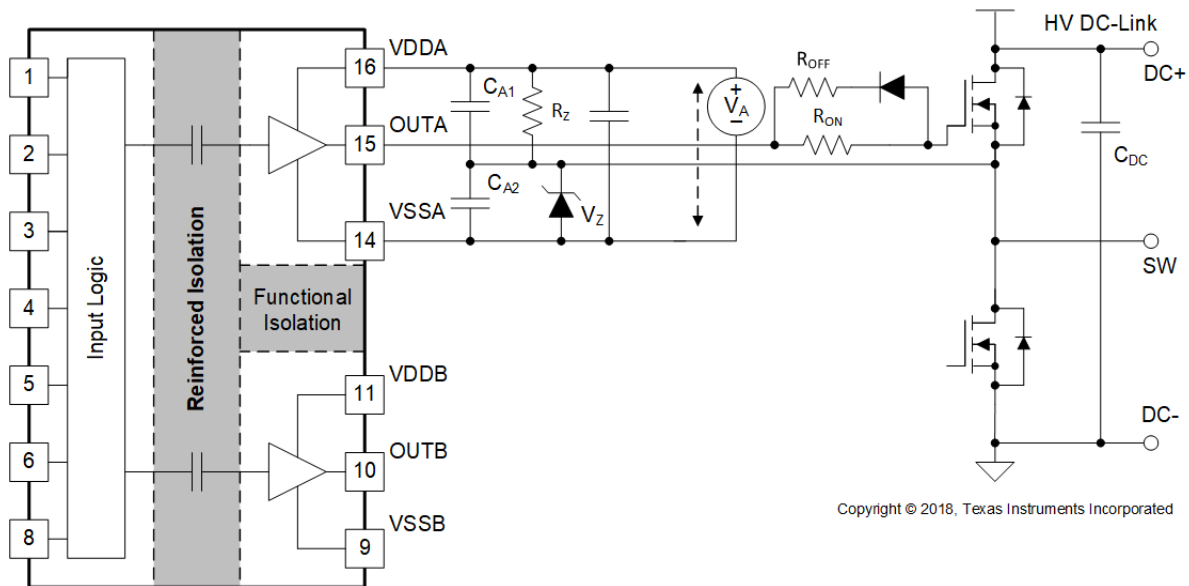 1
2
3
4
5
6
8
Input Logic
Reinforced Isolation
Functional
Isolation
16
VDDA
15
OUTA
14
VSSA
11
VDDB
10
OUTB
9
VSSB
CA1
CA2
RZ
VZ
+
VA
−
ROFF
RON
HV DC-Link
DC+
CDC
SW
DC-
Copyright © 2018, Texas Instruments Incorporated